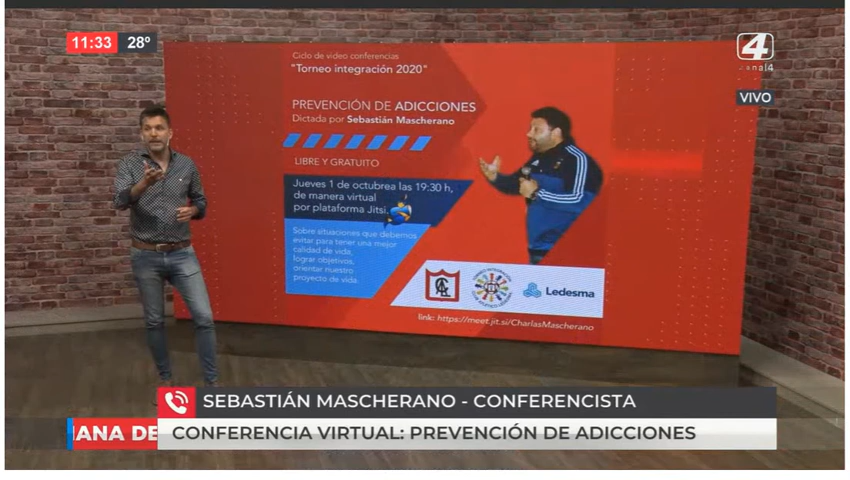 11:33 28º
4
canal4
VIVO
Ciclo de video conferencias
"Torneo integración 2020"
PREVENCIÓN DE ADICCIONES
Dictada por Sebastián Mascherano
LIBRE Y GRATUITO
Jueves 1 de octubrea las 19:30 h,
de manera virtual
por plataforma Jitsi.
Sobre situaciones que debemos
evitar para tener una mejor
calidad de vida,
lograr objetivos,
orientar nuestro
proyecto de vida.
Ledesma
link: https://meet.jit.si/CharlasMascherano
SEBASTIÁN MASCHERANO - CONFERENCISTA
IANA DE
CONFERENCIA VIRTUAL: PREVENCIÓN DE ADICCIONES